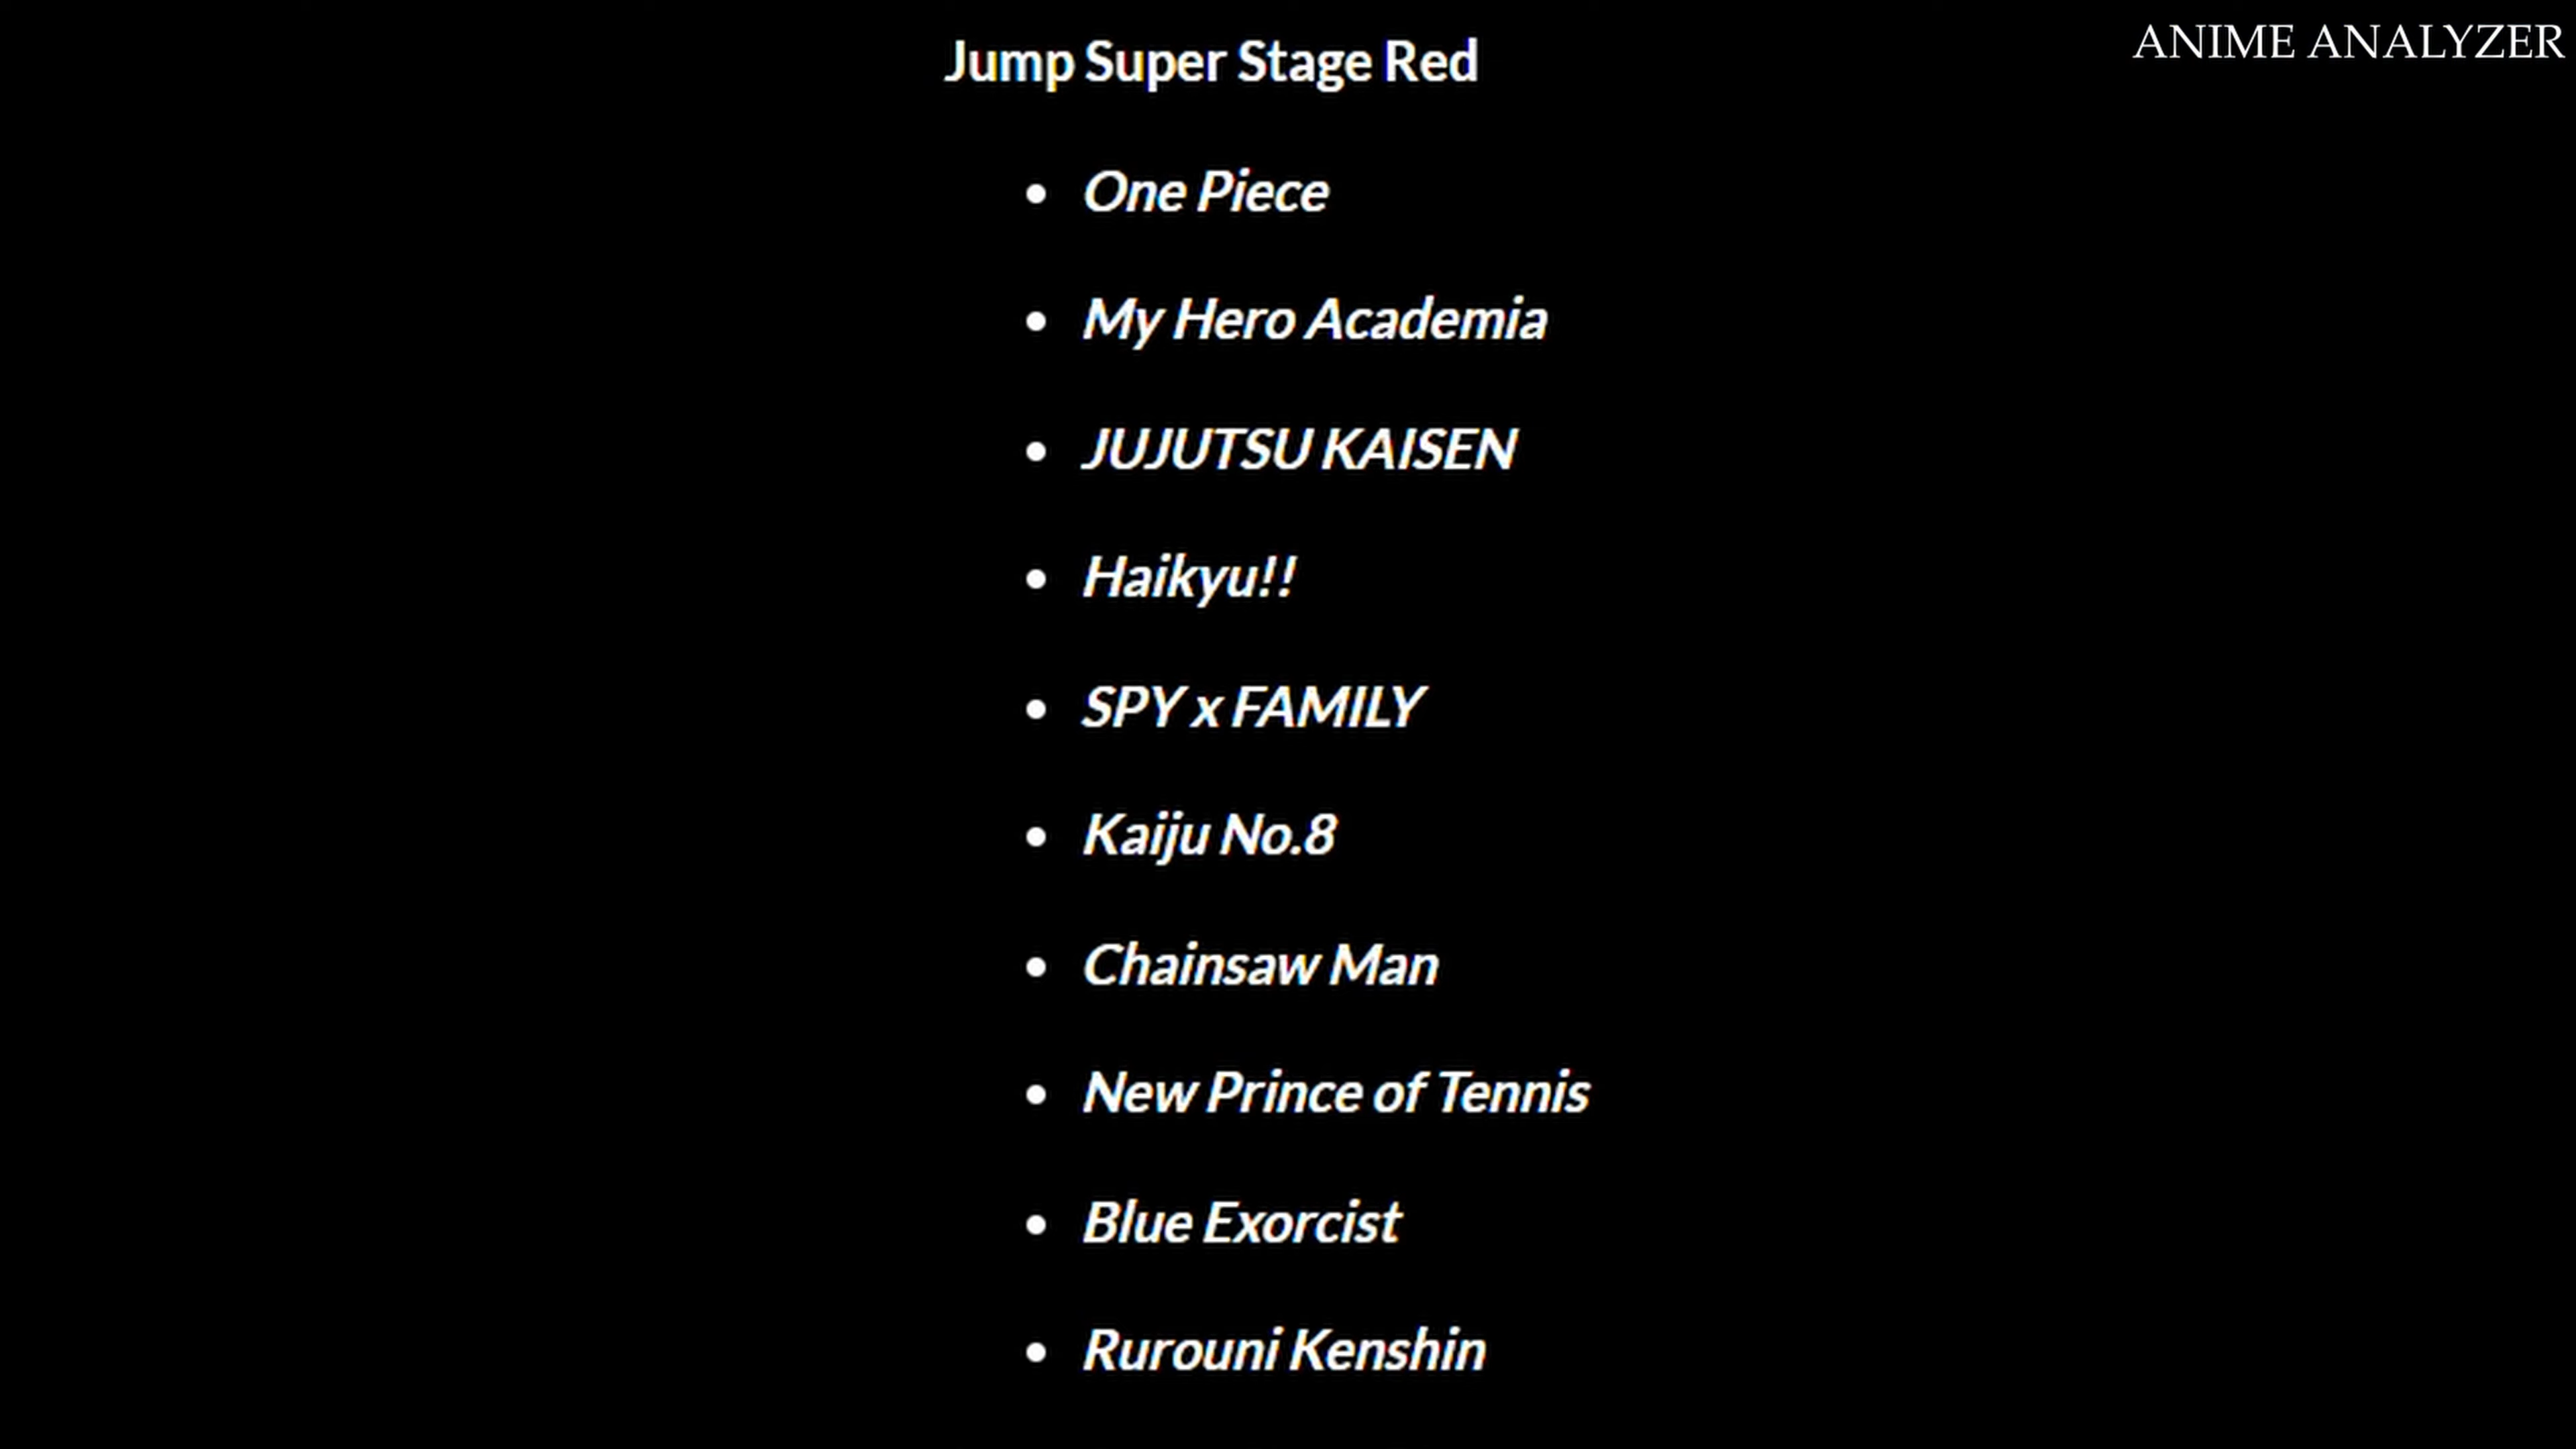 Jump Super Stage Red
ANIME ANALYZER
• One Piece
• My Hero Academia
• JUJUTSU KAISEN
• Haikyu!!
• SPY x FAMILY
• Kaiju No.8
• Chainsaw Man
• New Prince of Tennis
• Blue Exorcist
• Rurouni Kenshin